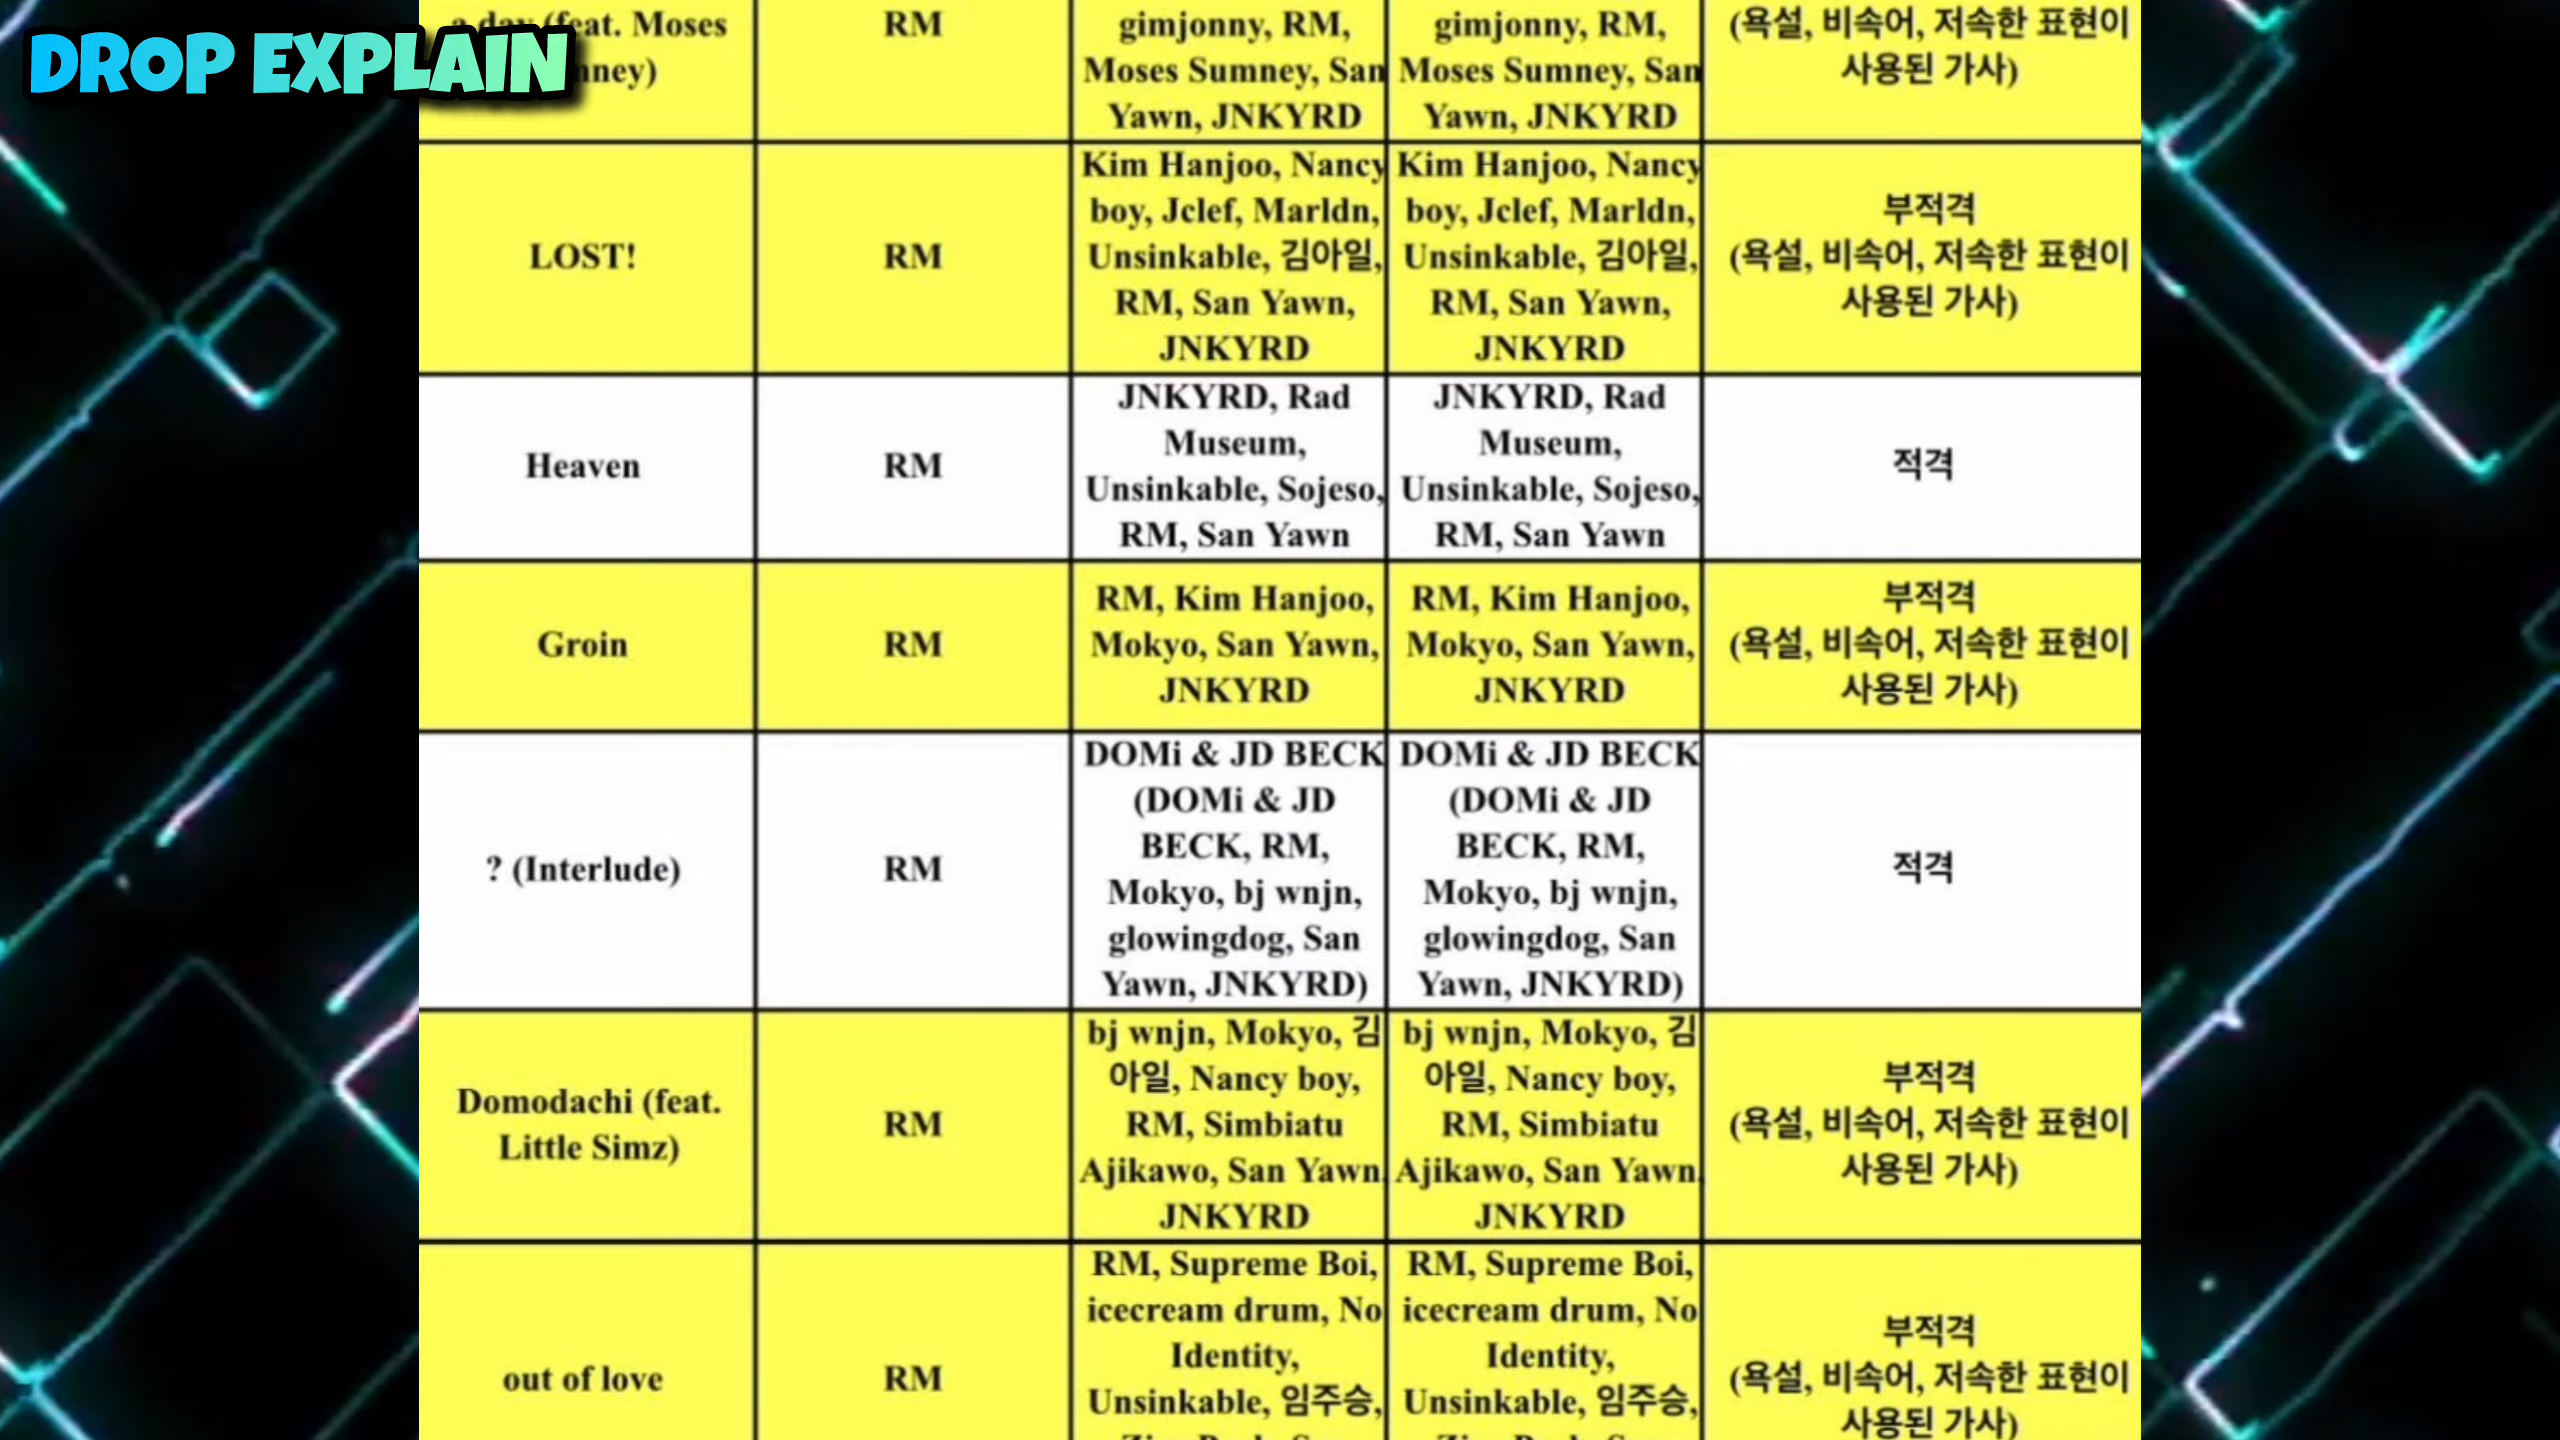 DROP EXPLAIN
a day (feat. Moses
RM
gimjonny, RM,
Moses Sumney, San
Yawn, JNKYRD
gimjonny, RM,
Moses Sumney, San
Yawn, JNKYRD
(욕설, 비속어, 저속한 표현이
사용된 가사)
LOST!
RM
Kim Hanjoo, Nancy
boy, Jclef, Marldn,
Unsinkable, 김아일,
RM, San Yawn,
JNKYRD
Kim Hanjoo, Nancy
boy, Jclef, Marldn,
Unsinkable, 김아일,
RM, San Yawn,
JNKYRD
부적격
(욕설, 비속어, 저속한 표현이
사용된 가사)
Heaven
RM
JNKYRD, Rad
Museum,
Unsinkable, Sojeso,
RM, San Yawn
JNKYRD, Rad
Museum,
Unsinkable, Sojeso,
RM, San Yawn
적격
Groin
RM
RM, Kim Hanjoo,
Mokyo, San Yawn,
JNKYRD
RM, Kim Hanjoo,
Mokyo, San Yawn,
JNKYRD
부적격
(욕설, 비속어, 저속한 표현이
사용된 가사)
? (Interlude)
RM
DOMi & JD BECK
(DOMi & JD
BECK, RM,
Mokyo, bj wnjn,
glowingdog, San
Yawn, JNKYRD)
DOMi & JD BECK
(DOMi & JD
BECK, RM,
Mokyo, bj wnjn,
glowingdog, San
Yawn, JNKYRD)
적격
Domodachi (feat.
Little Simz)
RM
bj wnjn, Mokyo, 김
아일, Nancy boy,
RM, Simbiatu
Ajikawo, San Yawn,
JNKYRD
bj wnjn, Mokyo, 김
아일, Nancy boy,
RM, Simbiatu
Ajikawo, San Yawn,
JNKYRD
부적격
(욕설, 비속어, 저속한 표현이
사용된 가사)
out of love
RM
RM, Supreme Boi,
icecream drum, No
Identity,
Unsinkable, 임주승,
RM, Supreme Boi,
icecream drum, No
Identity,
Unsinkable, 임주승,
부적격
(욕설, 비속어, 저속한 표현이
사용된 가사)